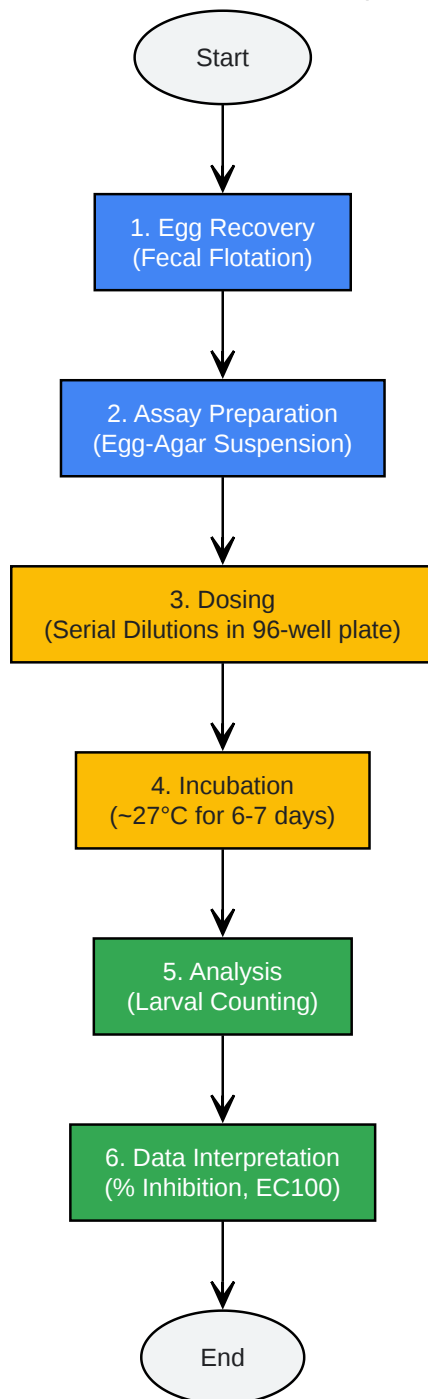 Start
1. Egg Recovery
(Fecal Flotation)
2. Assay Preparation
(Egg-Agar Suspension)
3. Dosing
(Serial Dilutions in 96-well plate)
4. Incubation
(~27°C for 6-7 days)
5. Analysis
(Larval Counting)
6. Data Interpretation
(% Inhibition, EC100)
End